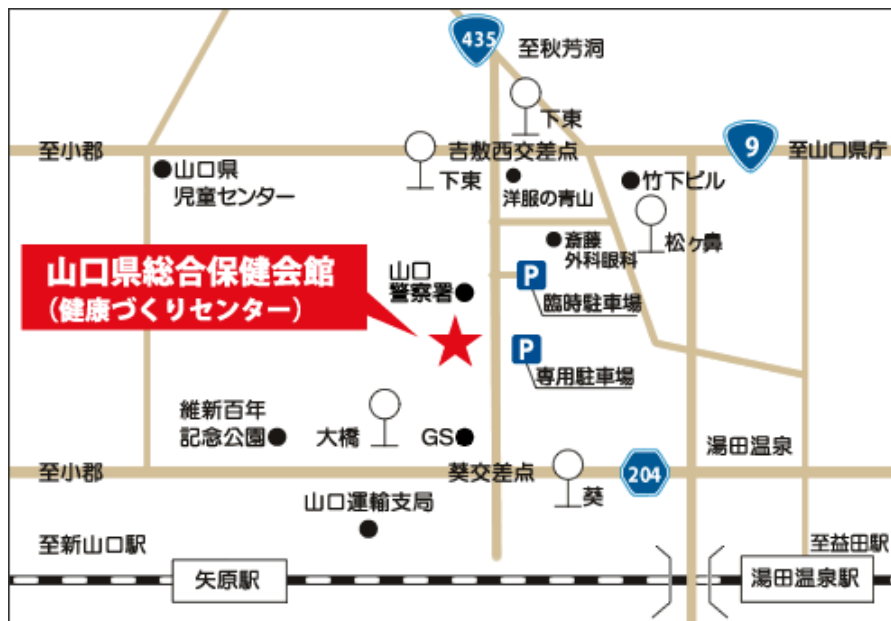 435
至秋芳洞
下東
至小郡
吉敷西交差点
9
至山口県庁
山口県
児童センター
下東
洋服の青山
竹下ビル
松ヶ鼻
斎藤
外科眼科
山口県総合保健会館
(健康づくりセンター)
山口
警察署
P
臨時駐車場
P
専用駐車場
維新百年
記念公園
大橋
GS
湯田温泉
至小郡
葵交差点
204
葵
山口運輸支局
至新山口駅
至益田駅
矢原駅
湯田温泉駅